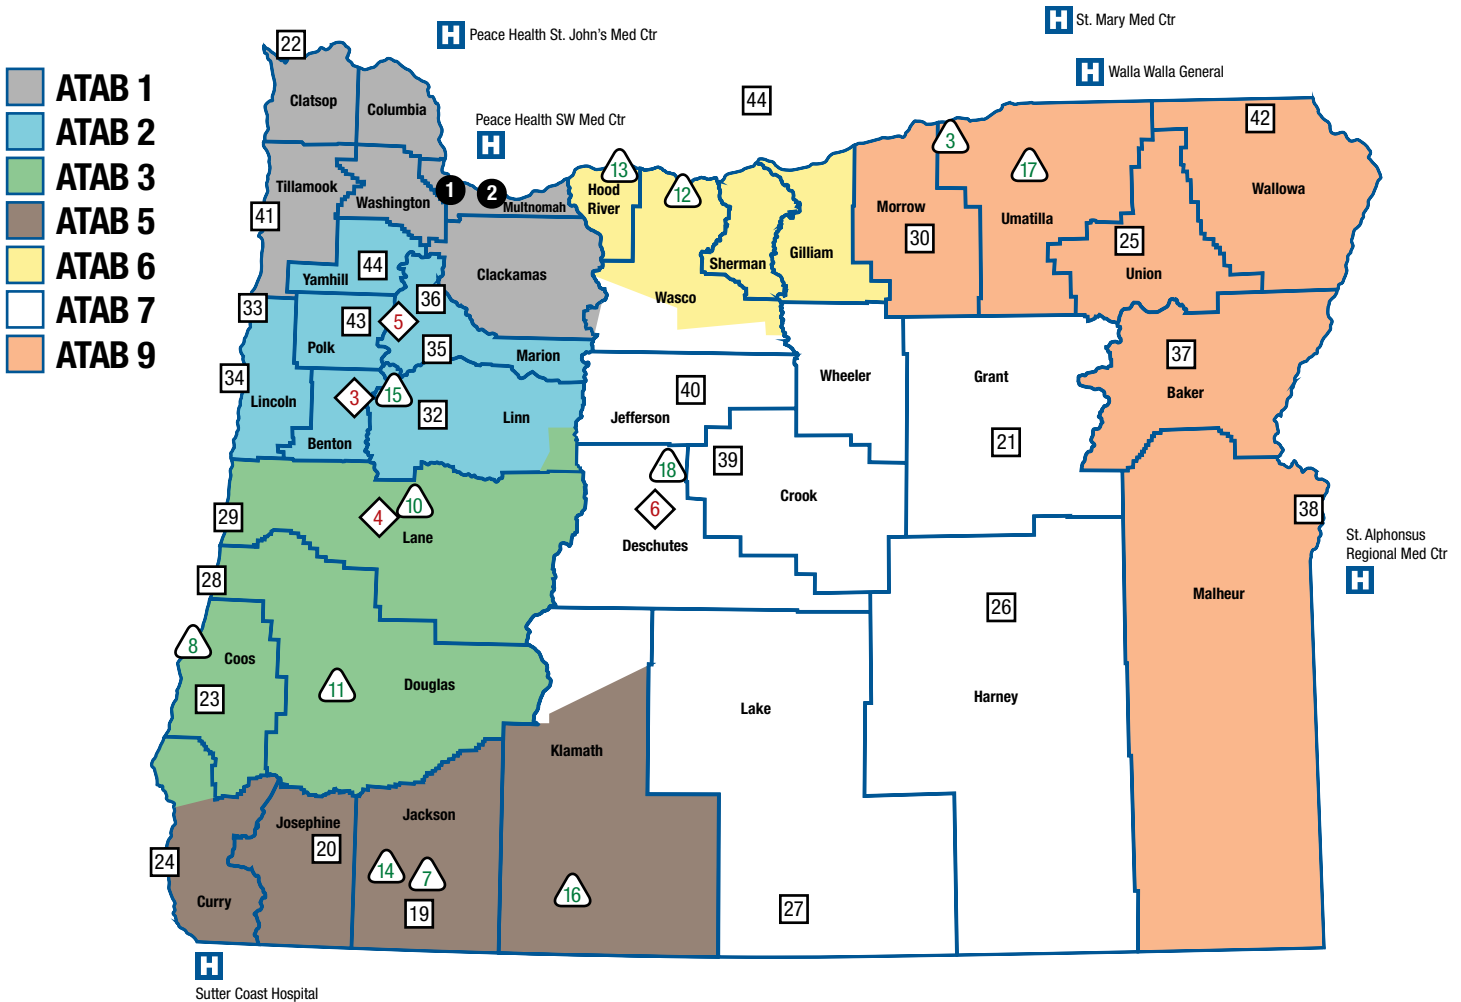 22
H Peace Health St. John's Med Ctr
H St. Mary Med Ctr
H Walla Walla General
ATAB 1
ATAB 2
ATAB 3
ATAB 5
ATAB 6
ATAB 7
ATAB 9
Clatsop
Columbia
44
42
Peace Health SW Med Ctr
H
3
13
12
17
Tillamook
Washington
1
2
Multnomah
Hood
River
Wallowa
41
Morrow
30
Umatilla
25
Union
Clackamas
Sherman
Gilliam
Yamhill
44
36
Wasco
33
43
5
Polk
35
Marion
37
Baker
34
Lincoln
3
15
32
Linn
Benton
Jefferson
40
Wheeler
Grant
21
18
39
6
Crook
Deschutes
29
4
10
Lane
38
St. Alphonsus
Regional Med Ctr
H
28
26
Malheur
8
Coos
23
11
Douglas
Lake
Harney
Klamath
Josephine
20
Jackson
24
14
7
16
Curry
19
27
H
Sutter Coast Hospital